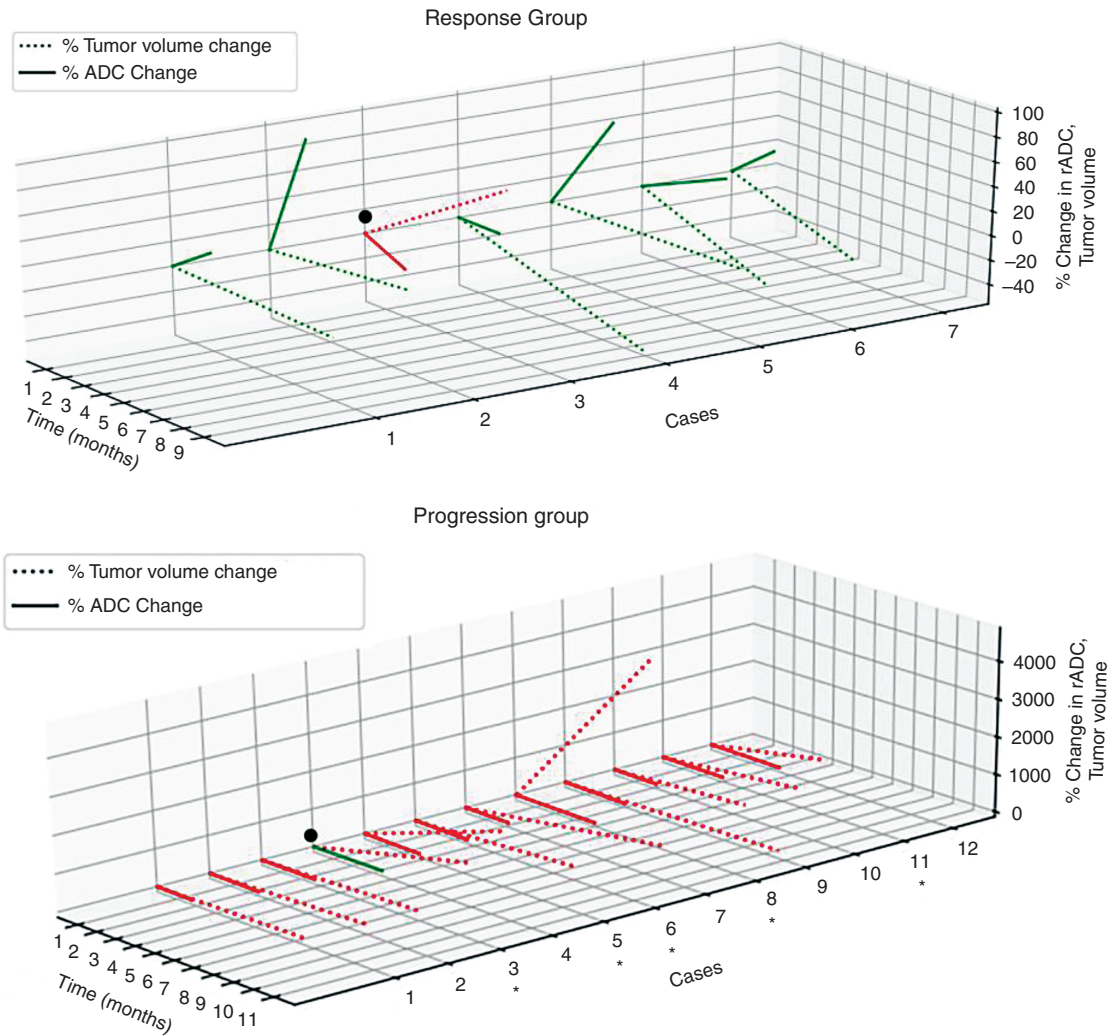 Response Group
% Tumor volume change
% ADC Change
100
80
60
40
20
0
−20
−40
% Change in rADC,
Tumor volume
1 2 3 4 5 6 7 8 9
Time (months)
1 2 3 4 5 6 7
Cases
Progression group
% Tumor volume change
% ADC Change
4000
3000
2000
1000
0
% Change in rADC,
Tumor volume
1 2 3 4 5 6 7 8 9 10 11
Time (months)
1 2 3 4 5 6 7 8 9 10 11 12
* * * * *
Cases